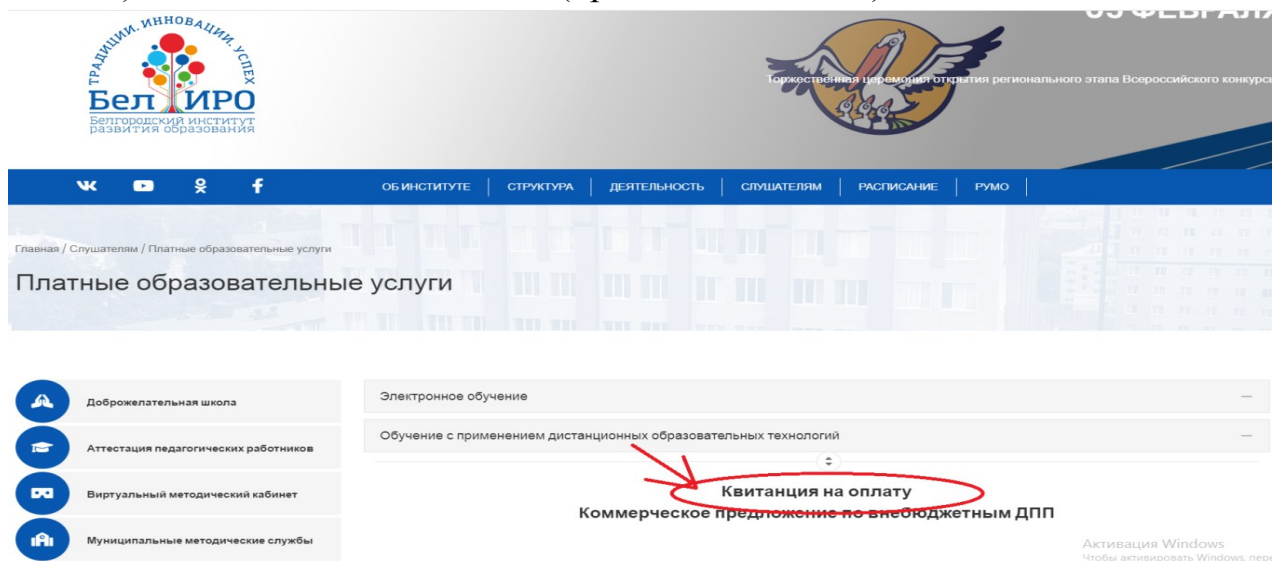 ТРАДИЦИИ. ИННОВАЦИИ. УСПЕХ
Бел ИРО
Белгородский институт
развития образования
Торжественная церемония открытия регионального этапа Всероссийского
ОБ ИНСТИТУТЕ | СТРУКТУРА | ДЕЯТЕЛЬНОСТЬ | СЛУШАТЕЛЯМ | РАСПИСАНИЕ | РУМО |
Главная / Слушателям / Платные образовательные услуги
Платные образовательные услуги
Доброжелательная школа
Аттестация педагогических работников
Виртуальный методический кабинет
Муниципальные методические службы
Электронное обучение
Обучение с применением дистанционных образовательных технологий
Квитанция на оплату
Коммерческое предложение по внебюджетным ДПП
Активация Windows
Чтобы активировать Windows,